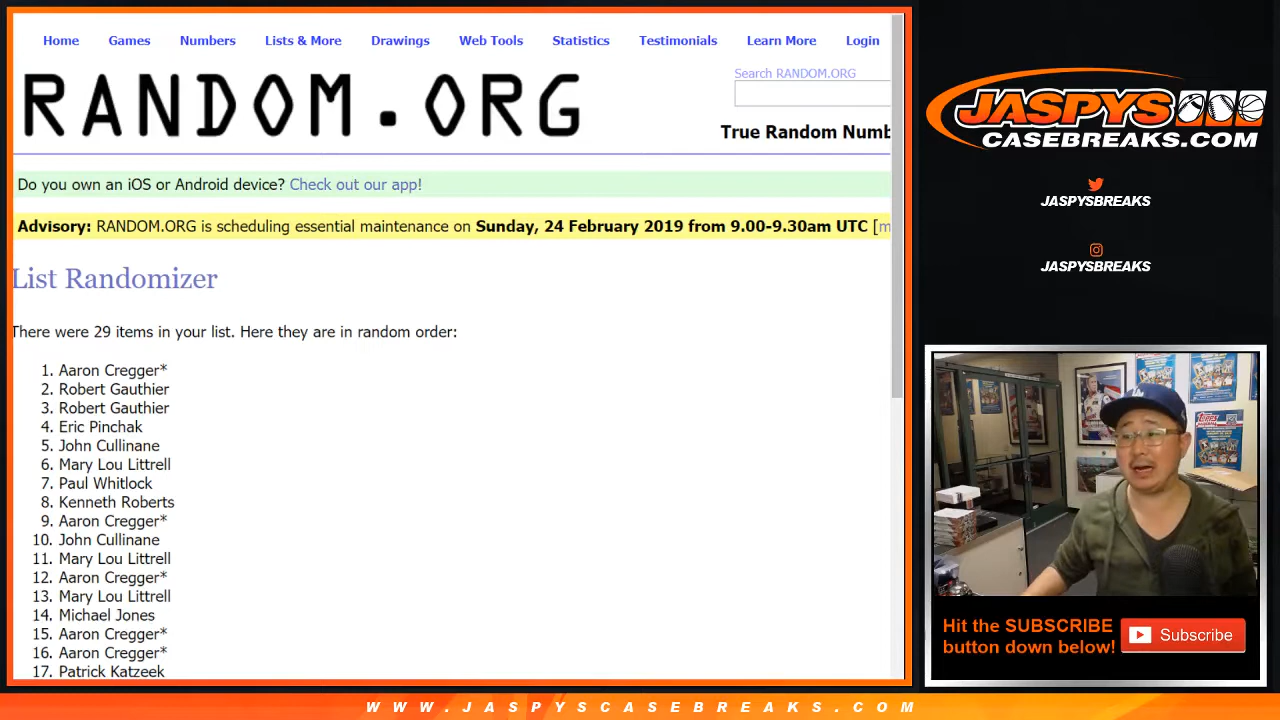 Home Games Numbers Lists & More Drawings Web Tools Statistics Testimonials Learn More Login
RANDOM.ORG
Search RANDOM.ORG
True Random Numb
Do you own an iOS or Android device? Check out our app!
Advisory: RANDOM.ORG is scheduling essential maintenance on Sunday, 24 February 2019 from 9.00-9.30am UTC [m
List Randomizer
There were 29 items in your list. Here they are in random order:
1. Aaron Cregger*
2. Robert Gauthier
3. Robert Gauthier
4. Eric Pinchak
5. John Cullinane
6. Mary Lou Littrell
7. Paul Whitlock
8. Kenneth Roberts
9. Aaron Cregger*
10. John Cullinane
11. Mary Lou Littrell
12. Aaron Cregger*
13. Mary Lou Littrell
14. Michael Jones
15. Aaron Cregger*
16. Aaron Cregger*
17. Patrick Katzeek
JASPYS
CASEBREAKS.COM
JASPYSBREAKS
JASPYSBREAKS
Topps
Hit the SUBSCRIBE
button down below!
Subscribe
WWW.JASPYSCASEBREAKS.COM